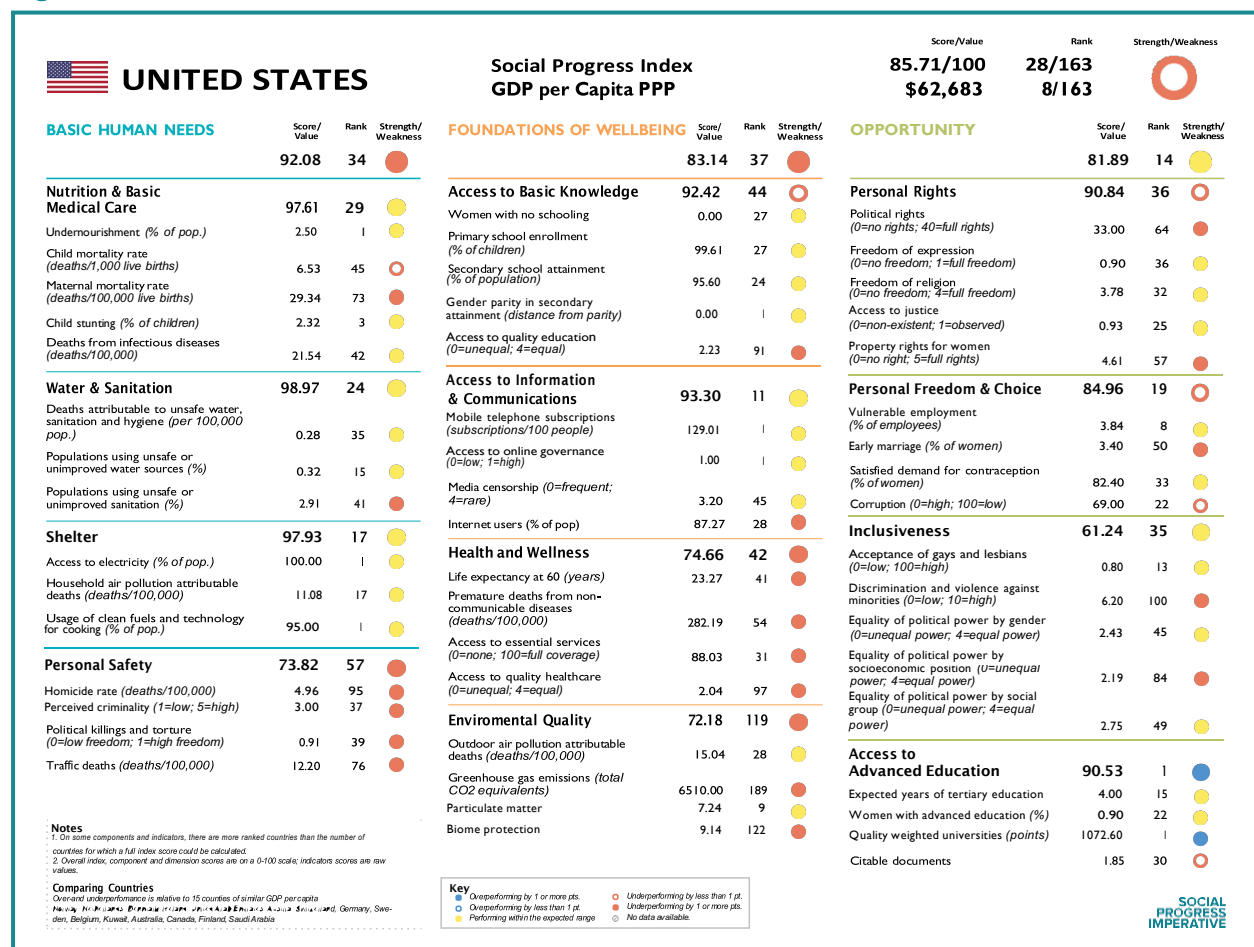 UNITED STATES
Social Progress Index
GDP per Capita PPP
Score/Value Rank Strength/Weakness
85.71/100 28/163
$62,683 8/163
BASIC HUMAN NEEDS Score/ Value Rank Strength/ Weakness
92.08 34
Nutrition & Basic
Medical Care 97.61 29
Undernourishment (% of pop.) 2.50 1
Child mortality rate
(deaths/1,000 live births) 6.53 45
Maternal mortality rate
(deaths/100,000 live births) 29.34 73
Child stunting (% of children) 2.32 3
Deaths from infectious diseases
(deaths/100,000) 21.54 42
Water & Sanitation 98.97 24
Deaths attributable to unsafe water,
sanitation and hygiene (per 100,000
pop.) 0.28 35
Populations using unsafe or
unimproved water sources (%) 0.32 15
Populations using unsafe or
unimproved sanitation (%) 2.91 41
Shelter 97.93 17
Access to electricity (% of pop.) 100.00 1
Household air pollution attributable
deaths (deaths/100,000) 11.08 17
Usage of clean fuels and technology
for cooking (% of pop.) 95.00 1
Personal Safety 73.82 57
Homicide rate (deaths/100,000) 4.96 95
Perceived criminality (1=low; 5=high) 3.00 37
Political killings and torture
(0=low freedom; 1=high freedom) 0.91 39
Traffic deaths (deaths/100,000) 12.20 76
Notes
1. On some components and indicators, there are more ranked countries than the number of
countries for which a full index score could be calculated.
2. Overall index, component and dimension scores are on a 0-100 scale; indicators scores are raw
values.
Comparing Countries
Over-and underperformance is relative to 15 counties of similar GDP per capita
Germany, Swe-
den, Belgium, Kuwait, Australia, Canada, Finland, Saudi Arabia
FOUNDATIONS OF WELLBEING Score/ Value Rank Strength/ Weakness
83.14 37
Access to Basic Knowledge 92.42 44
Women with no schooling 0.00 27
Primary school enrollment
(% of children) 99.61 27
Secondary school attainment
(% of population) 95.60 24
Gender parity in secondary
attainment (distance from parity) 0.00 1
Access to quality education
(0=unequal; 4=equal) 2.23 91
Access to Information
& Communications 93.30 11
Mobile telephone subscriptions
(subscriptions/100 people) 129.01 1
Access to online governance
(0=low; 1=high) 1.00 1
Media censorship (0=frequent;
4=rare) 3.20 45
Internet users (% of pop) 87.27 28
Health and Wellness 74.66 42
Life expectancy at 60 (years) 23.27 41
Premature deaths from non-
communicable diseases
(deaths/100,000) 282.19 54
Access to essential services
(0=none; 100=full coverage) 88.03 31
Access to quality healthcare
(0=unequal; 4=equal) 2.04 97
Enviromental Quality 72.18 119
Outdoor air pollution attributable
deaths (deaths/100,000) 15.04 28
Greenhouse gas emissions (total
CO2 equivalents) 6510.00 189
Particulate matter 7.24 9
Biome protection 9.14 122
Key
Overperforming by 1 or more pts.
Overperforming by less than 1 pt.
Performing within the expected range
Underperforming by less than 1 pt.
Underperforming by 1 or more pts.
No data available.
OPPORTUNITY Score/ Value Rank Strength/ Weakness
81.89 14
Personal Rights 90.84 36
Political rights
(0=no rights; 40=full rights) 33.00 64
Freedom of expression
(0=no freedom; 1=full freedom) 0.90 36
Freedom of religion
(0=no freedom; 4=full freedom) 3.78 32
Access to justice
(0=non-existent; 1=observed) 0.93 25
Property rights for women
(0=no right; 5=full rights) 4.61 57
Personal Freedom & Choice 84.96 19
Vulnerable employment
(% of employees) 3.84 8
Early marriage (% of women) 3.40 50
Satisfied demand for contraception
(% of women) 82.40 33
Corruption (0=high; 100=low) 69.00 22
Inclusiveness 61.24 35
Acceptance of gays and lesbians
(0=low; 100=high) 0.80 13
Discrimination and violence against
minorities (0=low; 10=high) 6.20 100
Equality of political power by gender
(0=unequal power; 4=equal power) 2.43 45
Equality of political power by
socioeconomic position (0=unequal
power; 4=equal power) 2.19 84
Equality of political power by social
group (0=unequal power; 4=equal
power) 2.75 49
Access to
Advanced Education 90.53 1
Expected years of tertiary education 4.00 15
Women with advanced education (%) 0.90 22
Quality weighted universities (points) 1072.60 1
Citable documents 1.85 30
SOCIAL
PROGRESS
IMPERATIVE